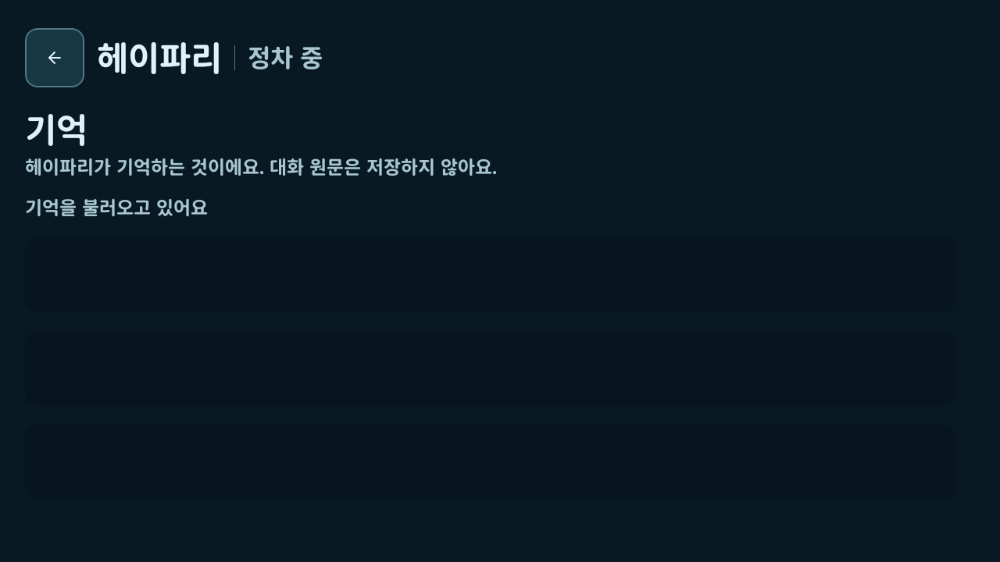 헤이파리
정차 중
기억
헤이파리가 기억하는 것이에요. 대화 원문은 저장하지 않아요.
기억을 불러오고 있어요